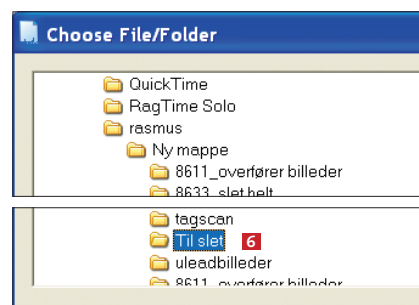 Choose File/Folder
QuickTime
RagTime Solo
rasmus
Ny mappe
8611_overfører billeder
8633_slet helt
tagscan
Til slet 6
uleadbilleder
8611_overfører billeder